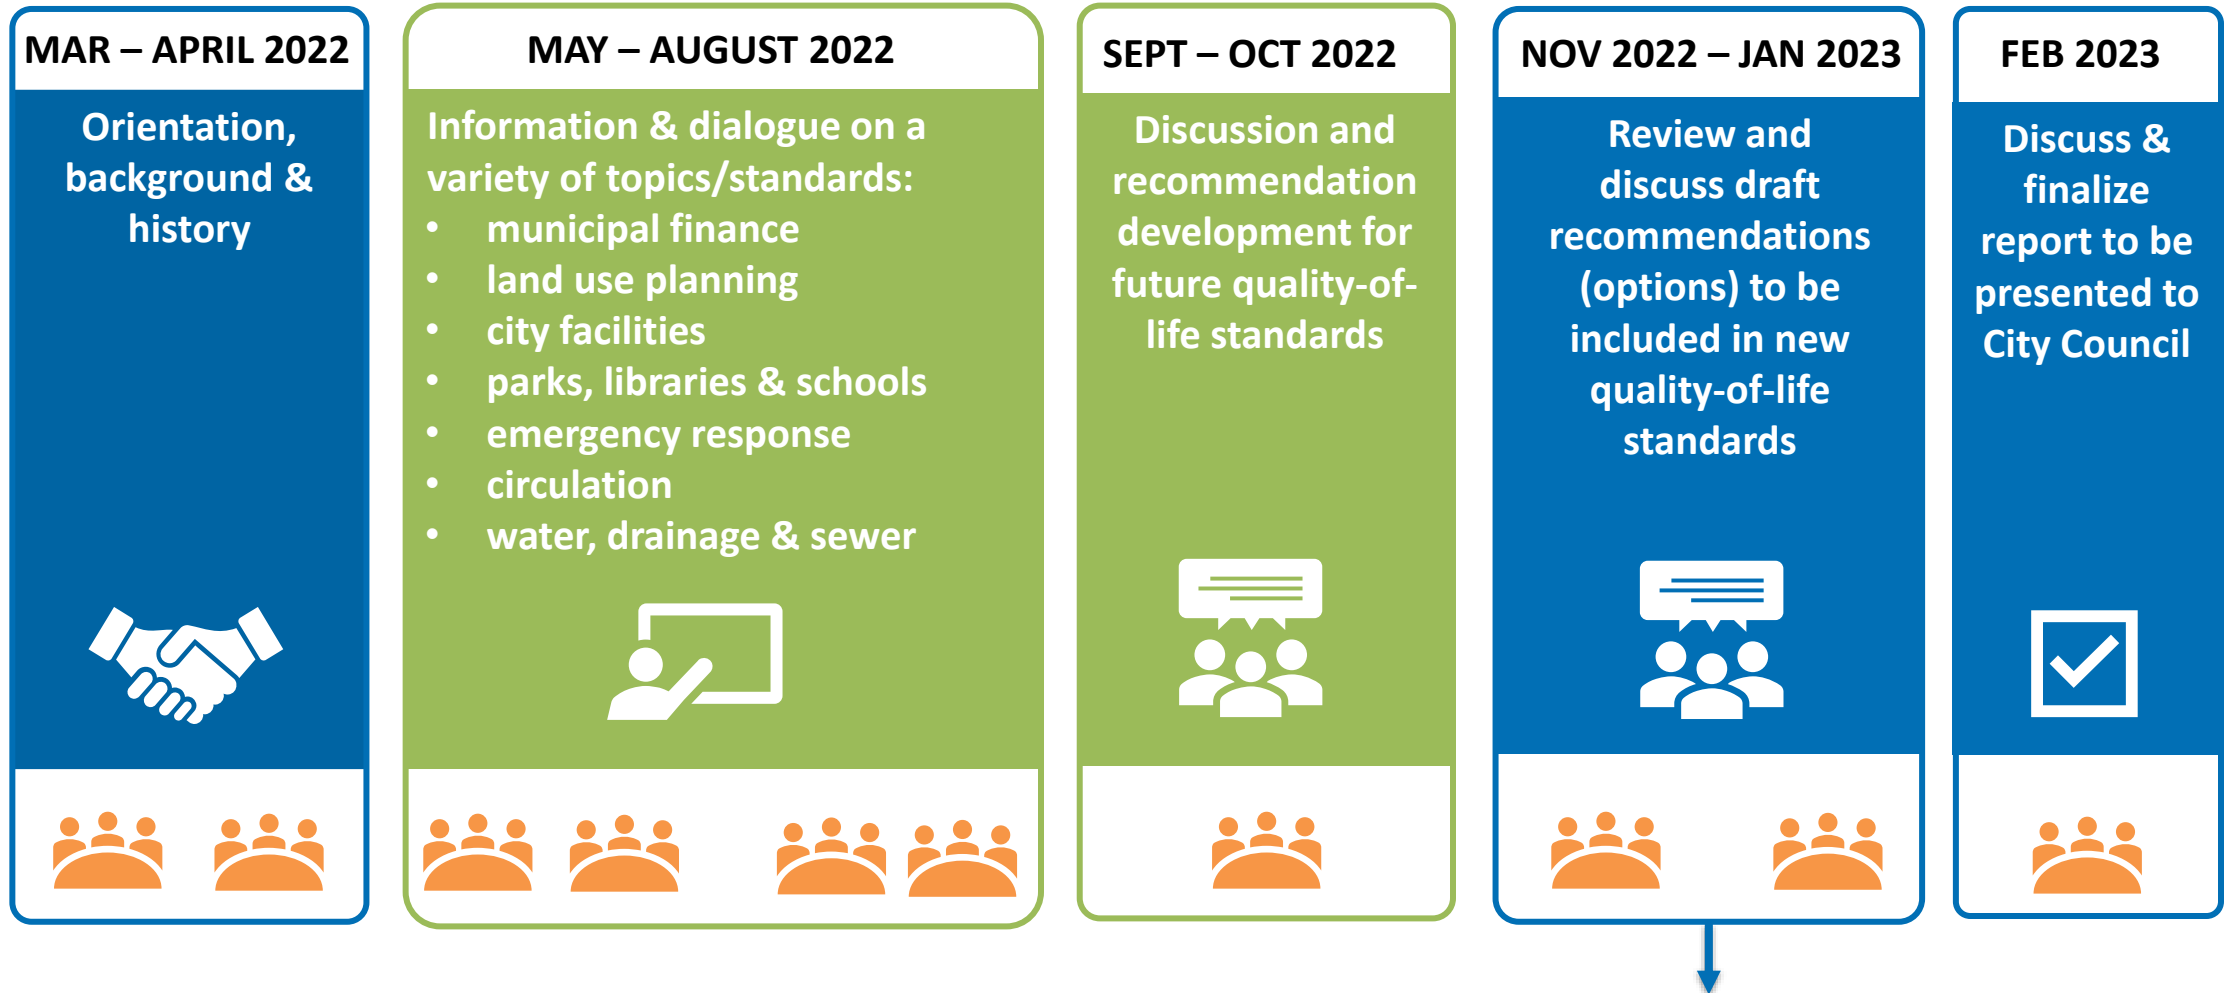 MAR – APRIL 2022
Orientation,
background &
history
MAY – AUGUST 2022
Information & dialogue on a
variety of topics/standards:
• municipal finance
• land use planning
• city facilities
• parks, libraries & schools
• emergency response
• circulation
• water, drainage & sewer
SEPT – OCT 2022
Discussion and
recommendation
development for
future quality-of-
life standards
NOV 2022 – JAN 2023
Review and
discuss draft
recommendations
(options) to be
included in new
quality-of-life
standards
FEB 2023
Discuss &
finalize
report to be
presented to
City Council